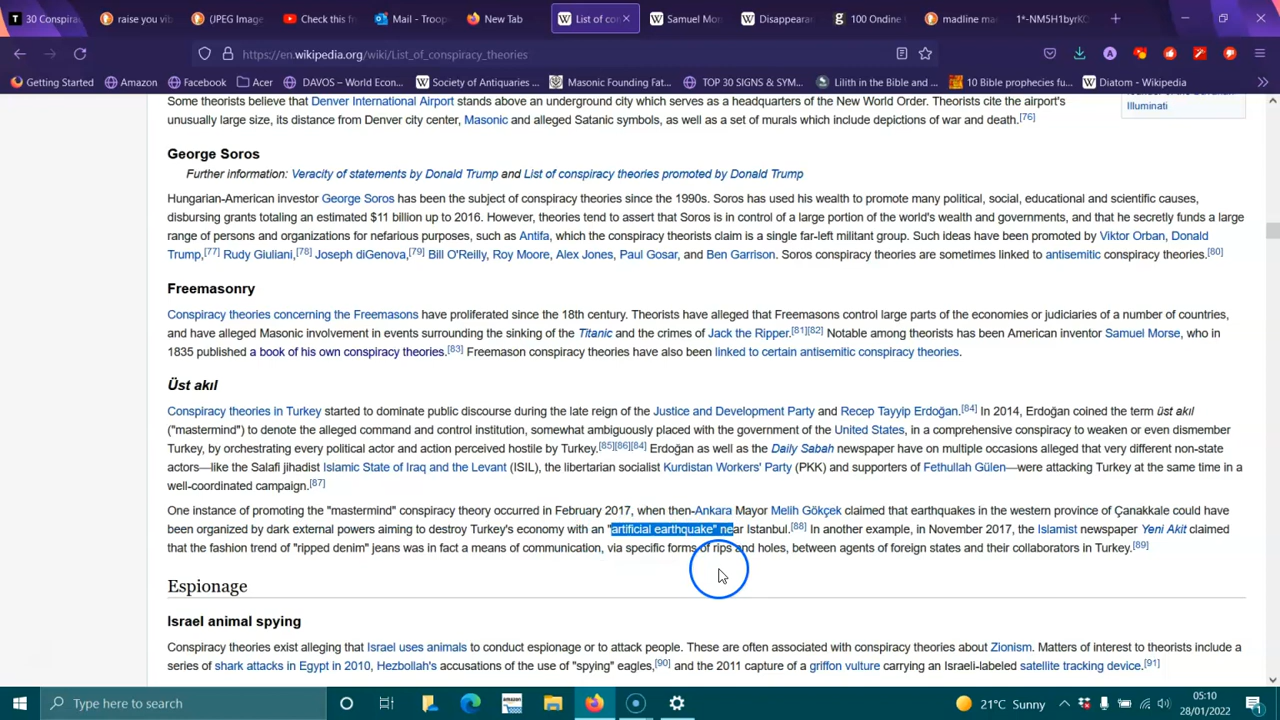 30 Conspira
raise you vib
(JPEG Image
Check this fr
Mail - Troop
New Tab
List of con
Samuel Mor
Disappearan
100 Ondine
madline ma
1*-NM5H1byrKC
https://en.wikipedia.org/wiki/List_of_conspiracy_theories
Getting Started
Amazon
Facebook
Acer
DAVOS – World Econ...
Society of Antiquaries ...
Masonic Founding Fat...
TOP 30 SIGNS & SYM...
Lilith in the Bible and ...
10 Bible prophecies fu...
Diatom - Wikipedia
Some theorists believe that Denver International Airport stands above an underground city which serves as a headquarters of the New World Order. Theorists cite the airport's
unusually large size, its distance from Denver city center, Masonic and alleged Satanic symbols, as well as a set of murals which include depictions of war and death.[76]
Illuminati
George Soros
Further information: Veracity of statements by Donald Trump and List of conspiracy theories promoted by Donald Trump
Hungarian-American investor George Soros has been the subject of conspiracy theories since the 1990s. Soros has used his wealth to promote many political, social, educational and scientific causes,
disbursing grants totaling an estimated $11 billion up to 2016. However, theories tend to assert that Soros is in control of a large portion of the world's wealth and governments, and that he secretly funds a large
range of persons and organizations for nefarious purposes, such as Antifa, which the conspiracy theorists claim is a single far-left militant group. Such ideas have been promoted by Viktor Orban, Donald
Trump,[77] Rudy Giuliani,[78] Joseph diGenova,[79] Bill O'Reilly, Roy Moore, Alex Jones, Paul Gosar, and Ben Garrison. Soros conspiracy theories are sometimes linked to antisemitic conspiracy theories.[80]
Freemasonry
Conspiracy theories concerning the Freemasons have proliferated since the 18th century. Theorists have alleged that Freemasons control large parts of the economies or judiciaries of a number of countries,
and have alleged Masonic involvement in events surrounding the sinking of the Titanic and the crimes of Jack the Ripper.[81][82] Notable among theorists has been American inventor Samuel Morse, who in
1835 published a book of his own conspiracy theories.[83] Freemason conspiracy theories have also been linked to certain antisemitic conspiracy theories.
Üst akıl
Conspiracy theories in Turkey started to dominate public discourse during the late reign of the Justice and Development Party and Recep Tayyip Erdoğan.[84] In 2014, Erdoğan coined the term üst akıl
("mastermind") to denote the alleged command and control institution, somewhat ambiguously placed with the government of the United States, in a comprehensive conspiracy to weaken or even dismember
Turkey, by orchestrating every political actor and action perceived hostile by Turkey.[85][86][84] Erdoğan as well as the Daily Sabah newspaper have on multiple occasions alleged that very different non-state
actors—like the Salafi jihadist Islamic State of Iraq and the Levant (ISIL), the libertarian socialist Kurdistan Workers' Party (PKK) and supporters of Fethullah Gülen—were attacking Turkey at the same time in a
well-coordinated campaign.[87]
One instance of promoting the "mastermind" conspiracy theory occurred in February 2017, when then-Ankara Mayor Melih Gökçek claimed that earthquakes in the western province of Çanakkale could have
been organized by dark external powers aiming to destroy Turkey's economy with an "artificial earthquake" near Istanbul.[88] In another example, in November 2017, the Islamist newspaper Yeni Akit claimed
that the fashion trend of "ripped denim" jeans was in fact a means of communication, via specific forms of rips and holes, between agents of foreign states and their collaborators in Turkey.[89]
Espionage
Israel animal spying
Conspiracy theories exist alleging that Israel uses animals to conduct espionage or to attack people. These are often associated with conspiracy theories about Zionism. Matters of interest to theorists include a
series of shark attacks in Egypt in 2010, Hezbollah's accusations of the use of "spying" eagles,[90] and the 2011 capture of a griffon vulture carrying an Israeli-labeled satellite tracking device.[91]
Type here to search
21°C Sunny
05:10
28/01/2022